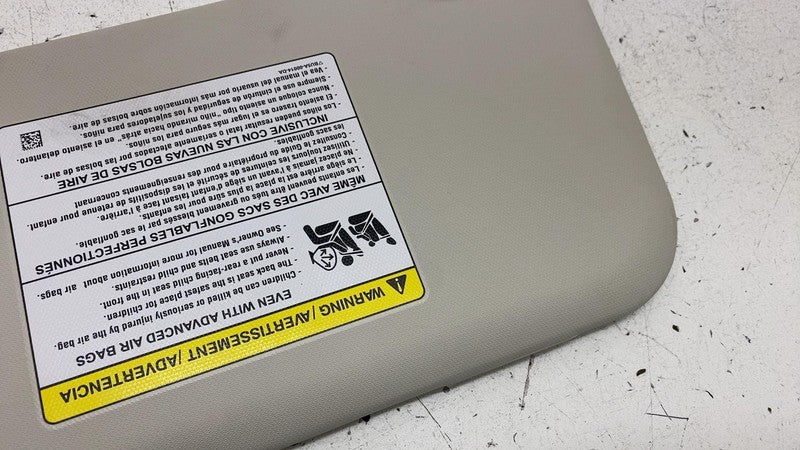 WARNING / AVERTISSEMENT / ADVERTENCIA
EVEN WITH ADVANCED AIR BAGS
- Children can be killed or seriously injured by the air bag.
- The back seat is the safest place for children.
- Never put a rear-facing child seat in the front.
- Always use seat belts and child restraints.
- See Owner's Manual for more information about air bags.
MÊME AVEC DES SACS GONFLABLES PERFECTIONNÉS
- Les enfants peuvent être tués ou gravement blessés par le sac gonflable.
- Le siège arrière est la place la plus sûre pour les enfants.
- Ne placez jamais à l'avant un siège d'enfant faisant face à l'arrière.
- Utilisez toujours les ceintures de sécurité et les dispositifs de retenue pour enfant.
- Consultez le guide du propriétaire pour des renseignements concernant
les sacs gonflables.
INCLUSIVE CON LAS NUEVAS BOLSAS DE AIRE
- Los niños pueden resultar fatal o seriamente afectados por las bolsas de aire.
- El asiento trasero es el lugar más seguro para los niños.
- Nunca coloque un asiento tipo "niño mirando hacia atrás" en el asiento delantero.
- Siempre use el cinturón de seguridad y los sujetadores para niños.
- Vea el manual del usuario por más información sobre bolsas de aire.